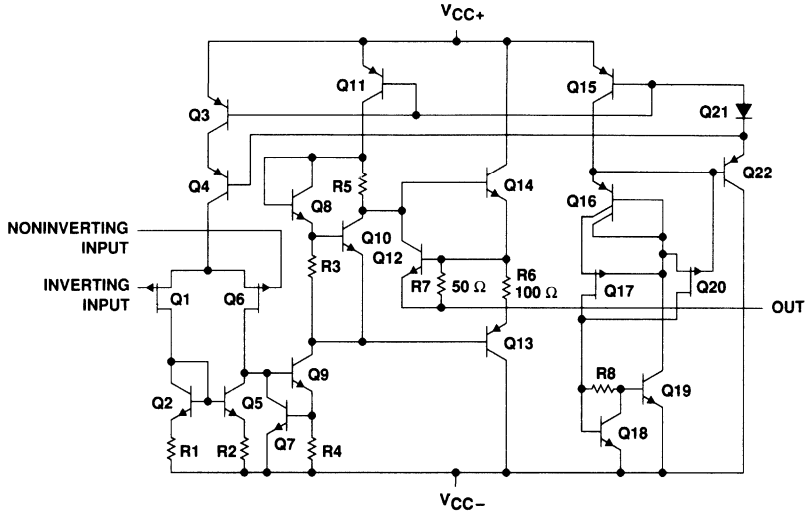 VCC+
Q11
Q15
Q21
Q3
Q4
Q22
Q8
R5
Q14
Q16
NONINVERTING
INPUT
Q10
Q12
R3
R7
50 Ω
R6
100 Ω
INVERTING
INPUT
Q1
Q6
Q17
Q20
OUT
Q13
Q9
R8
Q19
Q2
Q5
Q7
Q18
R1
R2
R4
VCC−